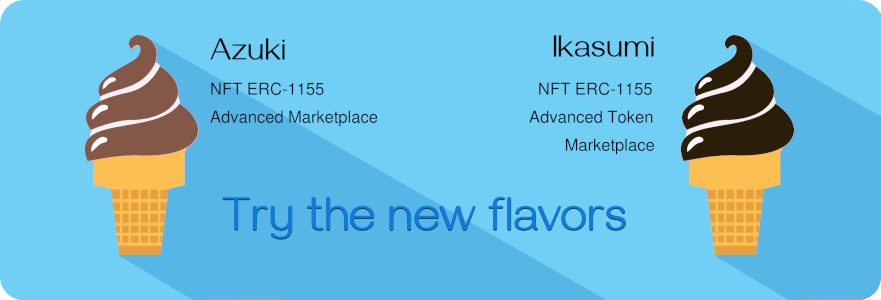 Azuki
NFT ERC-1155
Advanced Marketplace
Ikasumi
NFT ERC-1155
Advanced Token
Marketplace
Try the new flavors